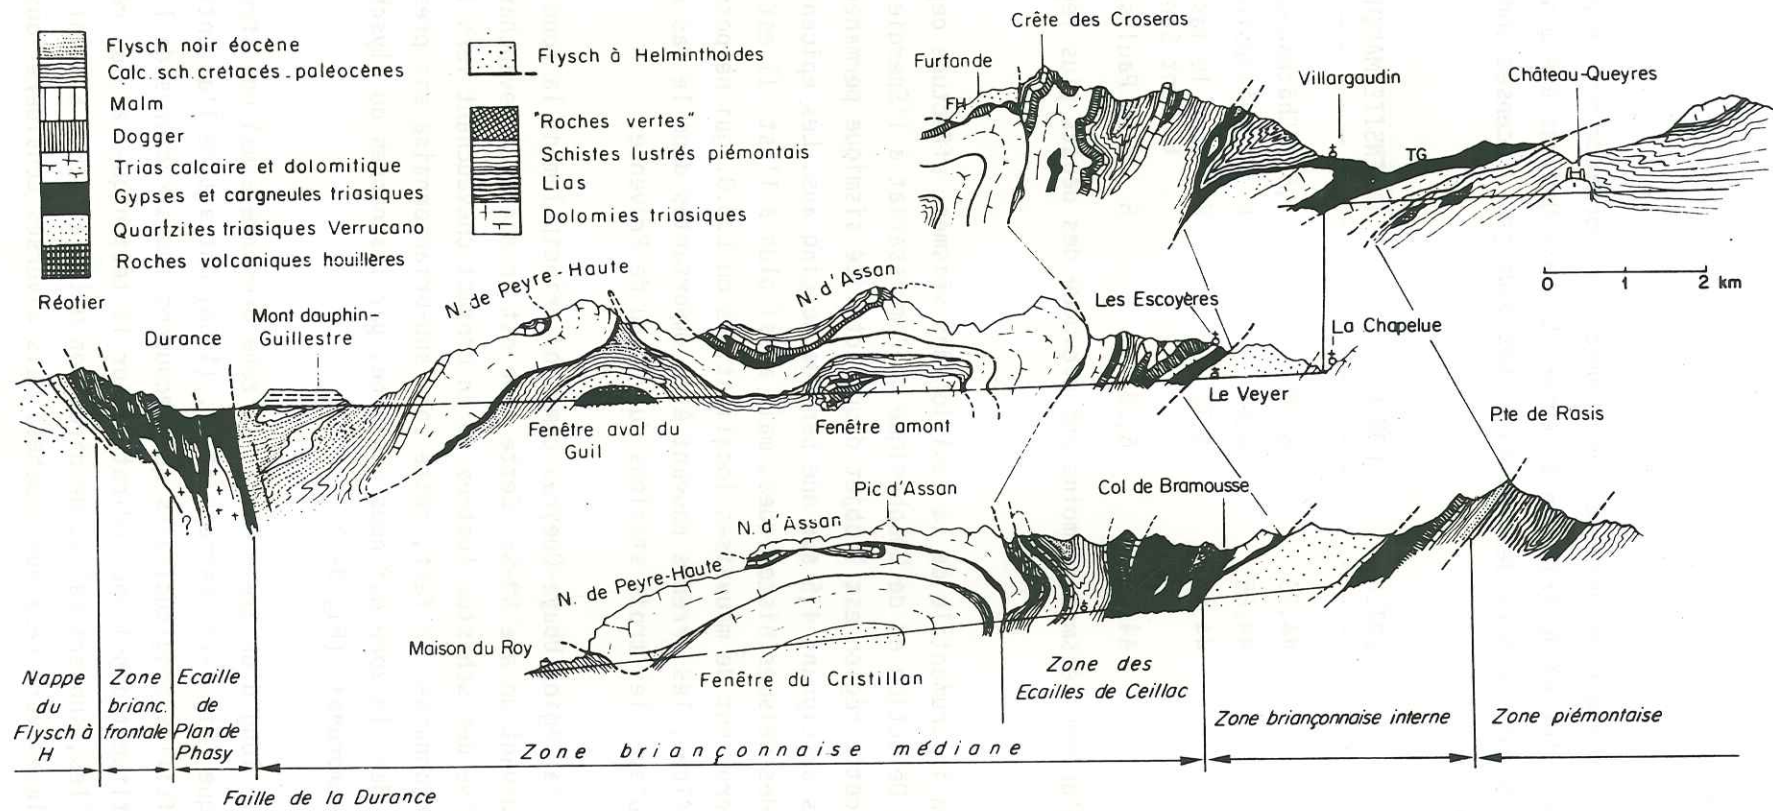 Flysch noir éocène
Calc. sch. crétacés - paléocènes
Malm
Dogger
Trias calcaire et dolomitique
Gypses et cargneules triasiques
Quartzites triasiques Verrucano
Roches volcaniques houillères
Flysch à Helminthoides
"Roches vertes"
Schistes lustrés piémontais
Lias
Dolomies triasiques
Crête des Croseras
Furfande
FH
Villargaudin
Château-Queyres
TG
0 1 2 km
Réotier
Durance
Mont dauphin-
Guillestre
N. de Peyre-Haute
N. d'Assan
Les Escoyères
La Chapelue
Le Veyer
Fenêtre aval du
Guil
Fenêtre amont
?
Pte de Rasis
Pic d'Assan
Col de Bramousse
N. d'Assan
N. de Peyre-Haute
Maison du Roy
Fenêtre du Cristillan
Zone des
Ecailles de Ceillac
Nappe
du
Flysch à
H
Zone
brianc.
frontale
Ecaille
de
Plan de
Phasy
Zone briançonnaise médiane
Zone briançonnaise interne
Zone piémontaise
Faille de la Durance